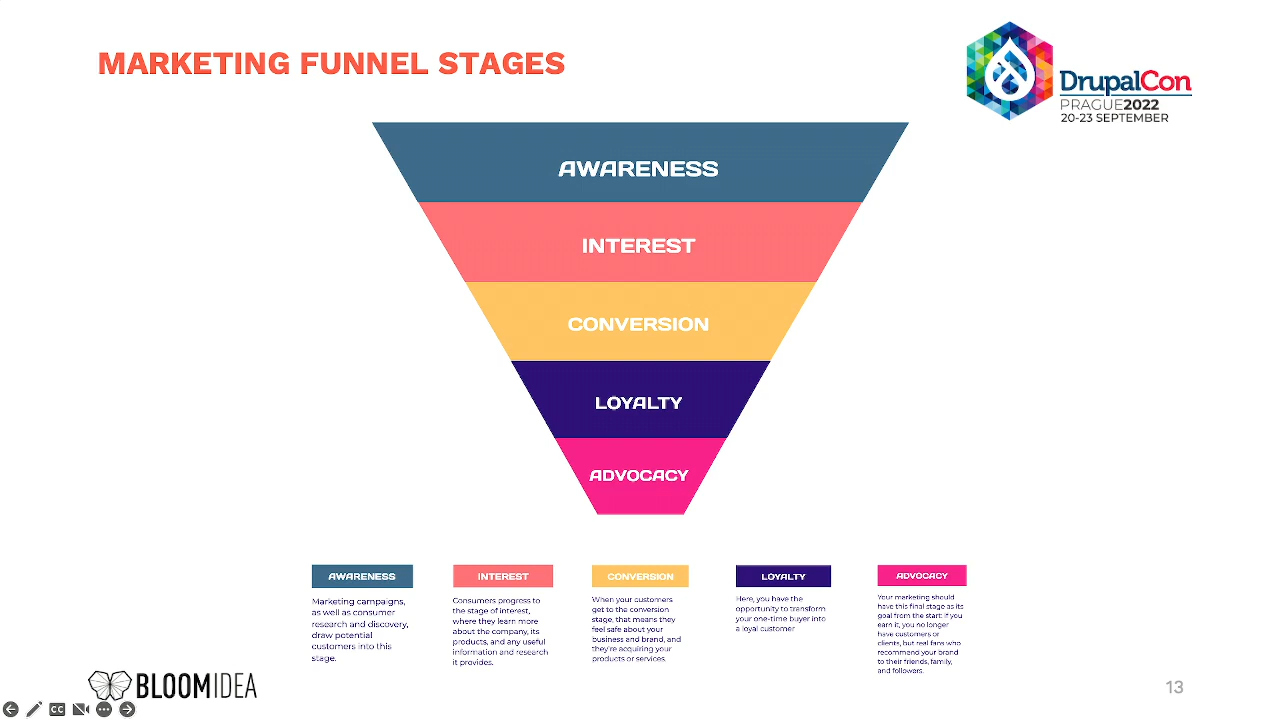 MARKETING FUNNEL STAGES
DrupalCon
PRAGUE2022
20-23 SEPTEMBER
AWARENESS
INTEREST
CONVERSION
LOYALTY
ADVOCACY
AWARENESS
Marketing campaigns,
as well as consumer
research and discovery,
draw potential
customers into this
stage.
INTEREST
Consumers progress to
the stage of interest,
where they learn more
about the company, its
products, and any useful
information and research
it provides.
CONVERSION
When your customers
get to the conversion
stage, that means they
feel safe about your
business and brand, and
they're acquiring your
products or services.
LOYALTY
Here, you have the
opportunity to transform
your one-time buyer into
a loyal customer
ADVOCACY
Your marketing should
have this final stage as its
goal from the start: if you
earn it, you no longer
have customers or
clients, but real fans who
recommend your brand
to their friends, family,
and followers.
BLOOMIDEA
CC
13